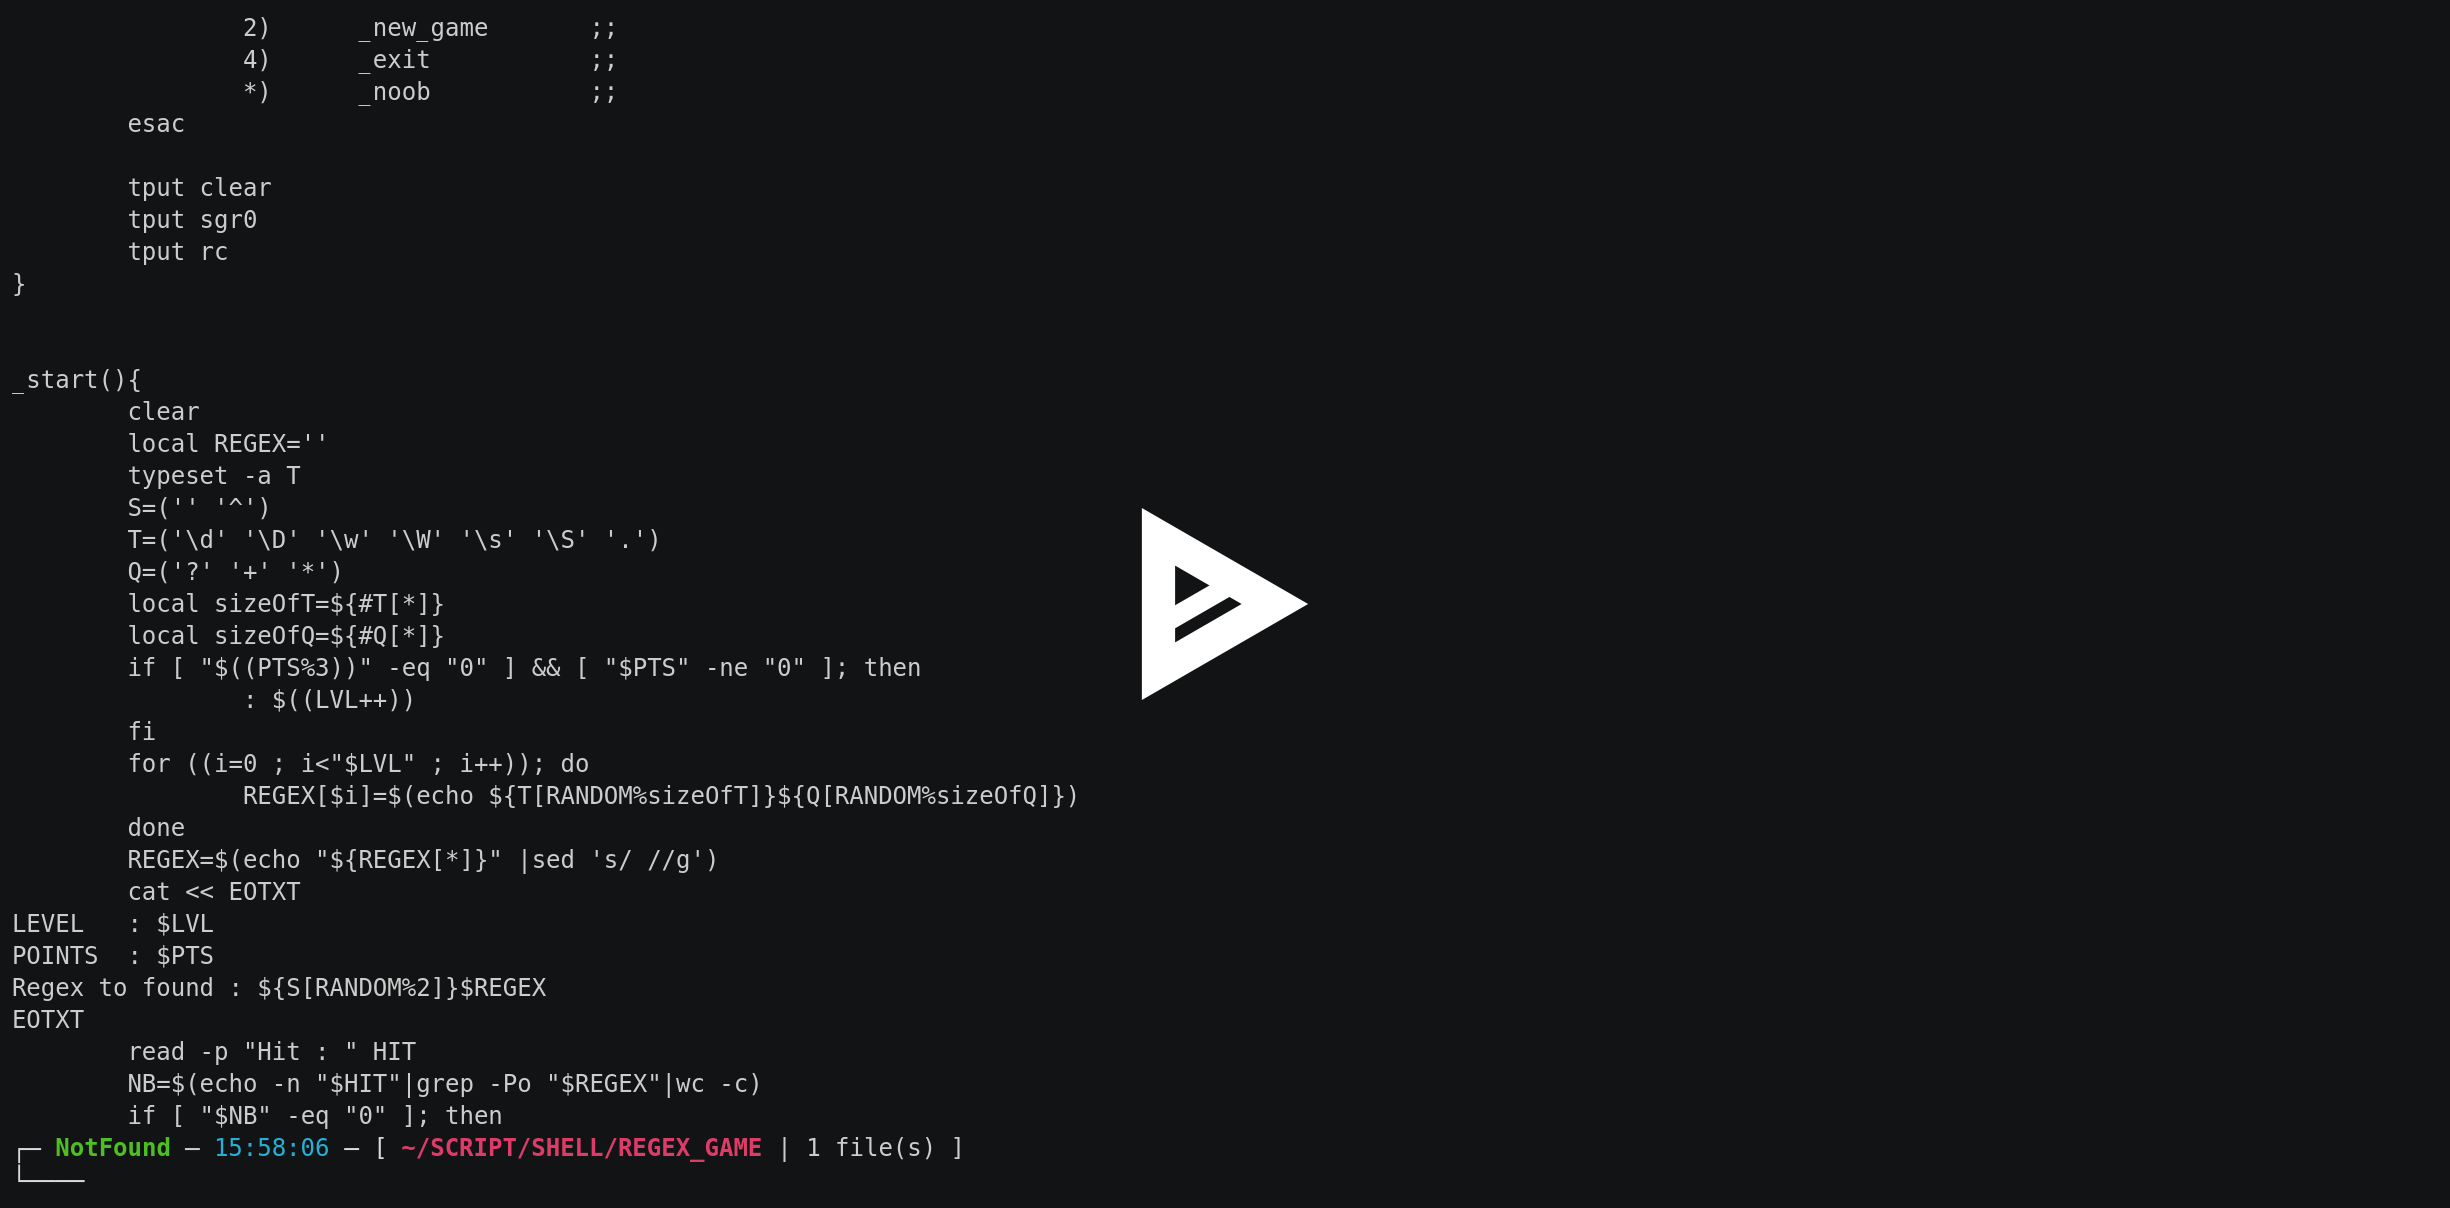 2)      _new_game       ;;
                4)      _exit           ;;
                *)      _noob           ;;
        esac

        tput clear
        tput sgr0
        tput rc
}


_start(){
        clear
        local REGEX=''
        typeset -a T
        S=('' '^')
        T=('\d' '\D' '\w' '\W' '\s' '\S' '.')
        Q=('?' '+' '*')
        local sizeOfT=${#T[*]}
        local sizeOfQ=${#Q[*]}
        if [ "$((PTS%3))" -eq "0" ] && [ "$PTS" -ne "0" ]; then
                : $((LVL++))
        fi
        for ((i=0 ; i<"$LVL" ; i++)); do
                REGEX[$i]=$(echo ${T[RANDOM%sizeOfT]}${Q[RANDOM%sizeOfQ]})
        done
        REGEX=$(echo "${REGEX[*]}" |sed 's/ //g')
        cat << EOTXT
LEVEL   : $LVL
POINTS  : $PTS
Regex to found : ${S[RANDOM%2]}$REGEX
EOTXT
        read -p "Hit : " HIT
        NB=$(echo -n "$HIT"|grep -Po "$REGEX"|wc -c)
        if [ "$NB" -eq "0" ]; then
┌─ NotFound ─ 15:58:06 ─ [ ~/SCRIPT/SHELL/REGEX_GAME | 1 file(s) ]
└────